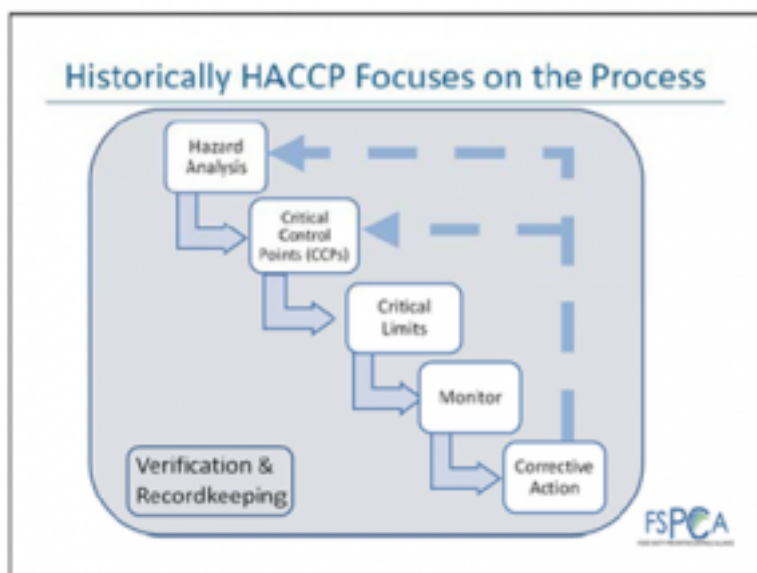 Historically HACCP Focuses on the Process
Hazard
Analysis
Critical
Control
Points (CCPs)
Critical
Limits
Monitor
Corrective
Action
Verification &
Recordkeeping
FSPCA